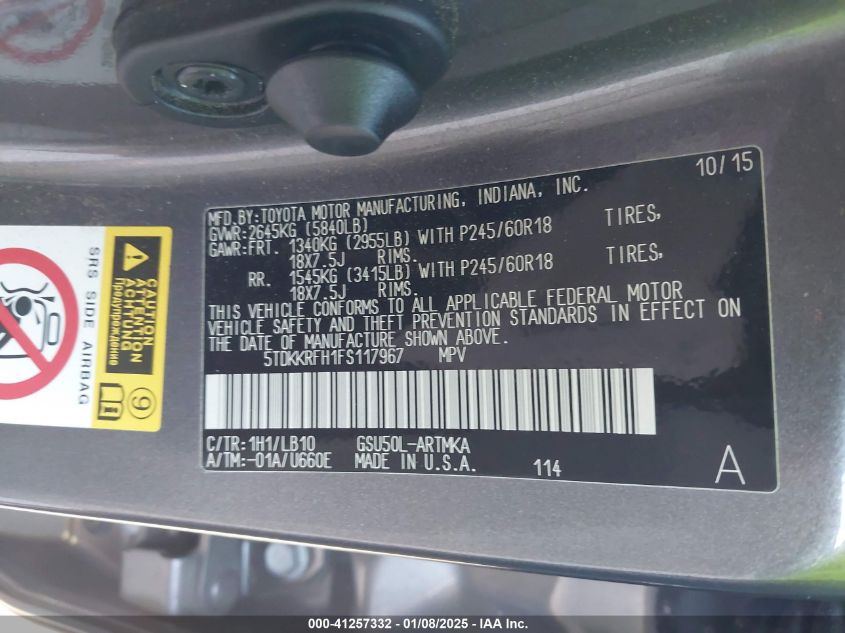 10/15
MFD.BY:TOYOTA MOTOR MANUFACTURING, INDIANA, INC.
GVWR:2645KG (5840LB)
GAWR:FRT. 1340KG (2955LB) WITH P245/60R18 TIRES,
18X7.5J RIMS.
RR. 1545KG (3415LB) WITH P245/60R18 TIRES,
18X7.5J RIMS.
THIS VEHICLE CONFORMS TO ALL APPLICABLE FEDERAL MOTOR
VEHICLE SAFETY AND THEFT PREVENTION STANDARDS IN EFFECT ON
THE DATE OF MANUFACTURE SHOWN ABOVE.
5TDKKRFH1FS117967 MPV
C/TR:1H1/LB10 GSU50L-ARTMKA
A/TM:-01A/U660E MADE IN U.S.A. 114
A
SRS SIDE AIRBAG
CAUTION
ATTENTION
ACHTUNG
Предупреждение
9
000-41257332 - 01/08/2025 - IAA Inc.